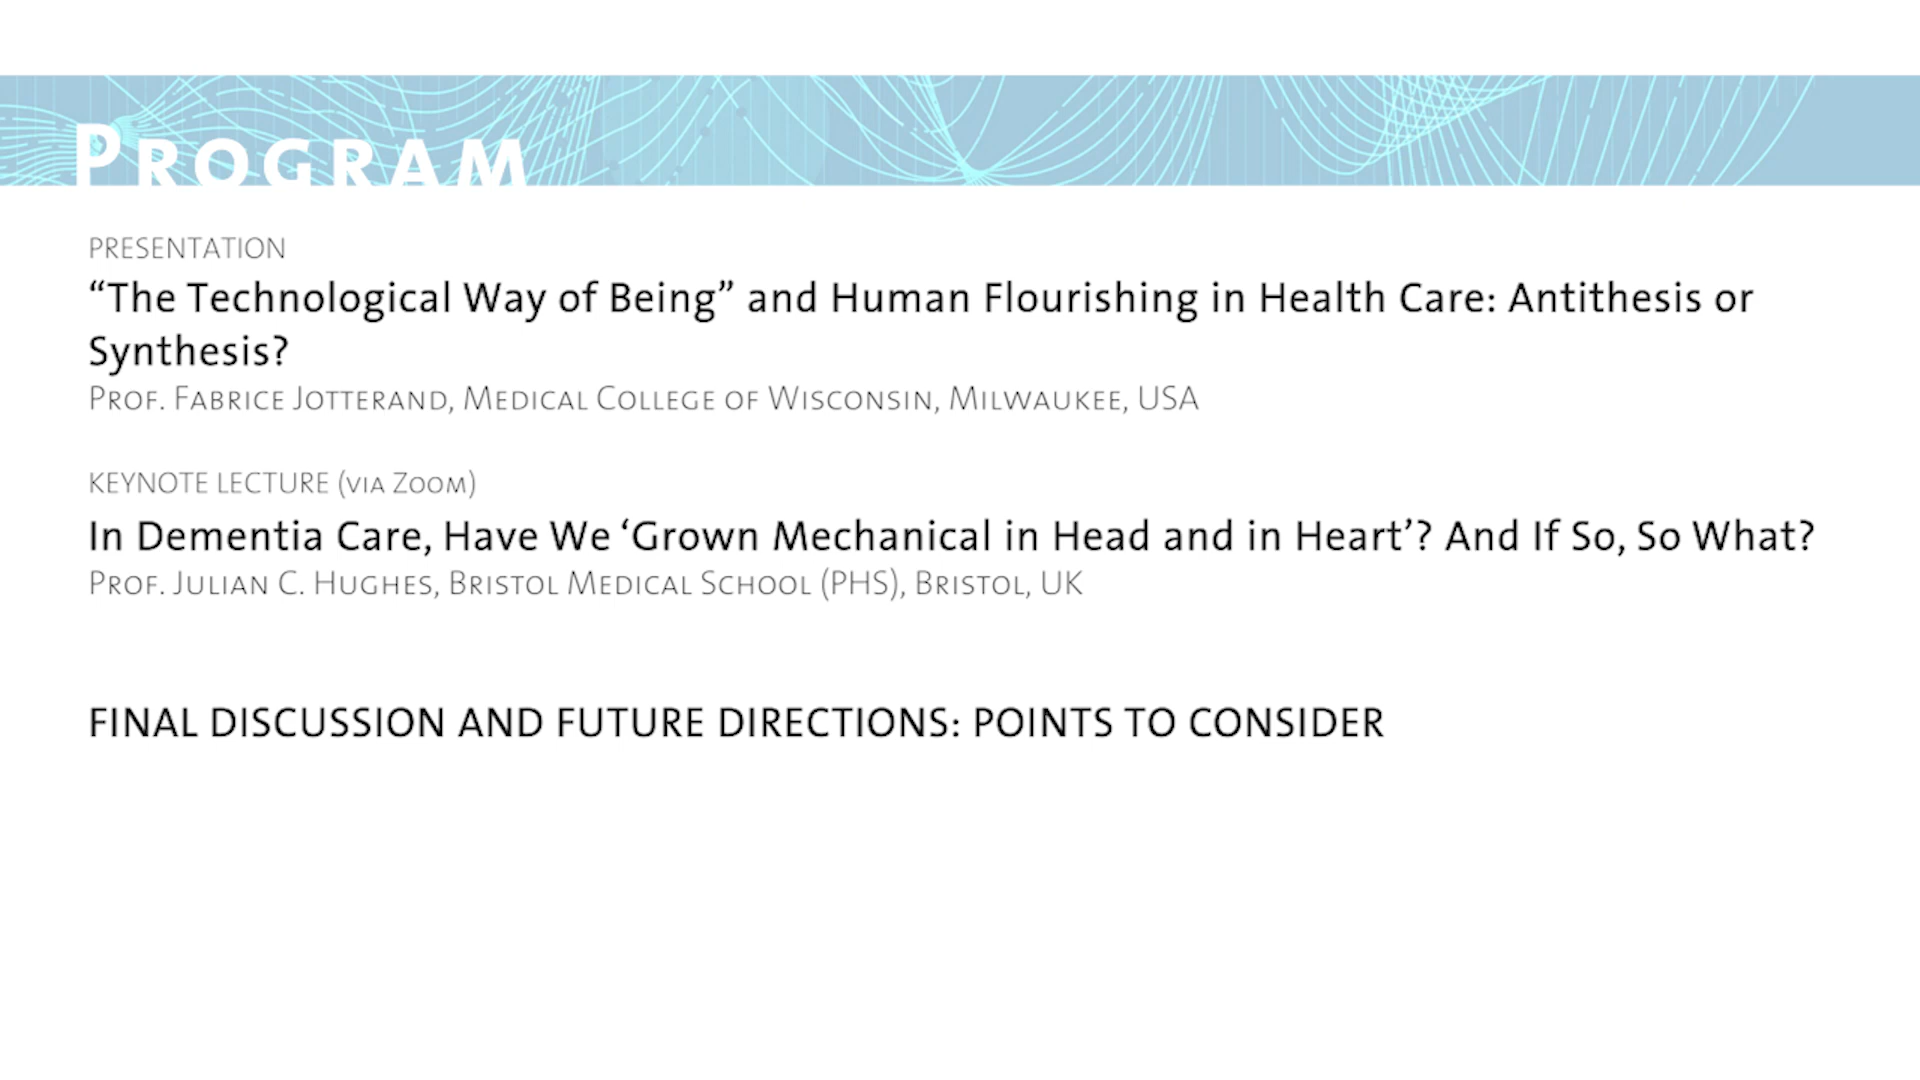 PROGRAM
PRESENTATION
“The Technological Way of Being” and Human Flourishing in Health Care: Antithesis or
Synthesis?
PROF. FABRICE JOTTERAND, MEDICAL COLLEGE OF WISCONSIN, MILWAUKEE, USA
KEYNOTE LECTURE (VIA ZOOM)
In Dementia Care, Have We ‘Grown Mechanical in Head and in Heart’? And If So, So What?
PROF. JULIAN C. HUGHES, BRISTOL MEDICAL SCHOOL (PHS), BRISTOL, UK
FINAL DISCUSSION AND FUTURE DIRECTIONS: POINTS TO CONSIDER